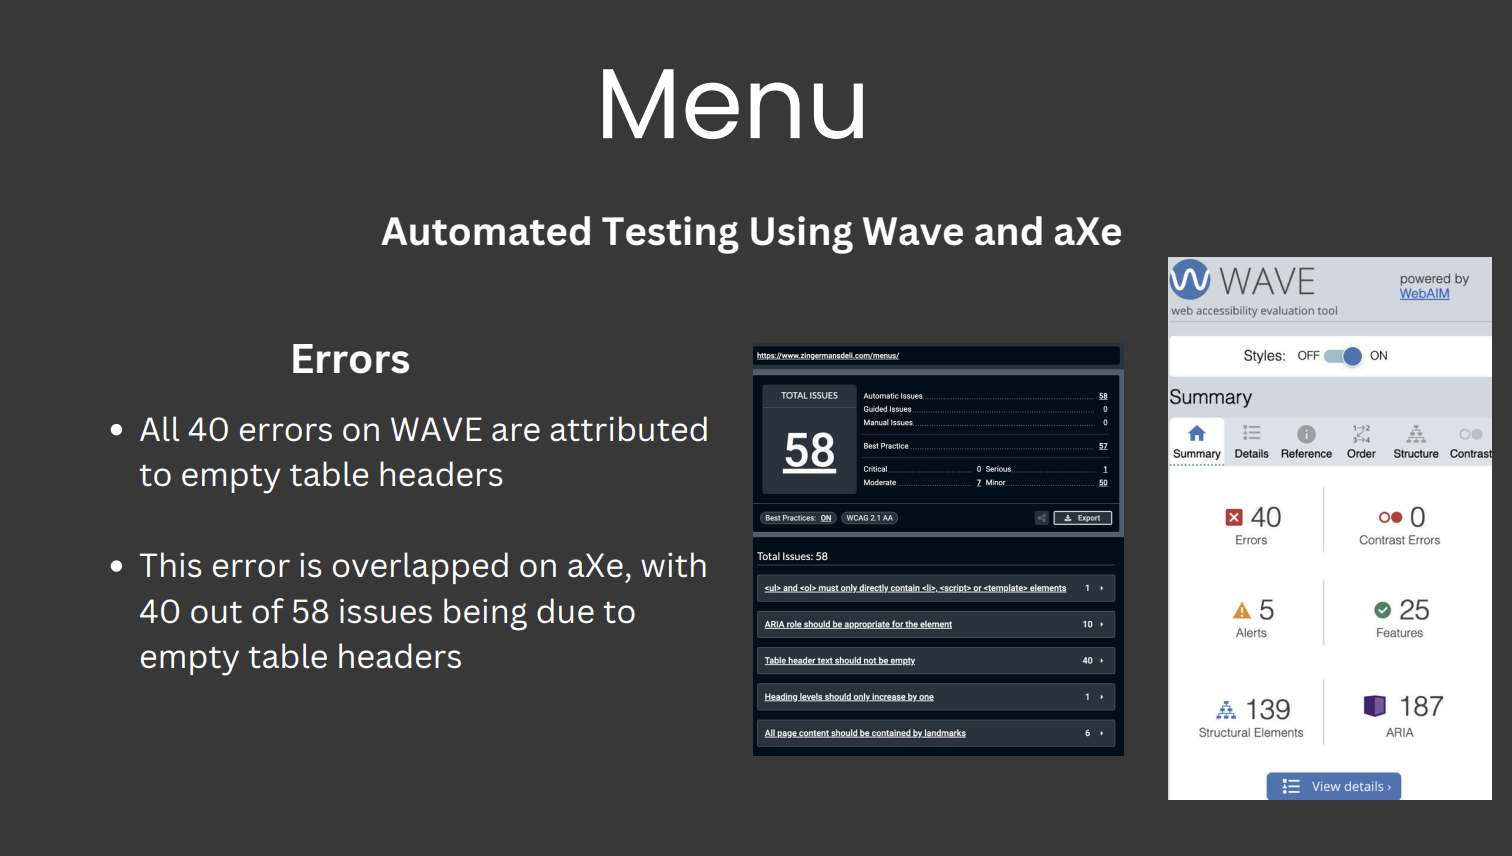 Menu
Automated Testing Using Wave and aXe
Errors
• All 40 errors on WAVE are attributed
to empty table headers
• This error is overlapped on aXe, with
40 out of 58 issues being due to
empty table headers
https://www.zingermansdeli.com/menus/
TOTAL ISSUES
58
Automatic Issues 58
Guided Issues 0
Manual Issues 0
Best Practice 57
Critical 0 Serious 1
Moderate 7 Minor 50
Best Practices: ON WCAG 2.1 AA Export
Total Issues: 58
<ul> and <ol> must only directly contain <li>, <script> or <template> elements 1
ARIA role should be appropriate for the element 10
Table header text should not be empty 40
Heading levels should only increase by one 1
All page content should be contained by landmarks 6
WAVE
powered by
WebAIM
web accessibility evaluation tool
Styles: OFF ON
Summary
1→2
3→4
Summary Details Reference Order Structure Contrast
40 0
Errors Contrast Errors
5 25
Alerts Features
139 187
Structural Elements ARIA
View details ›